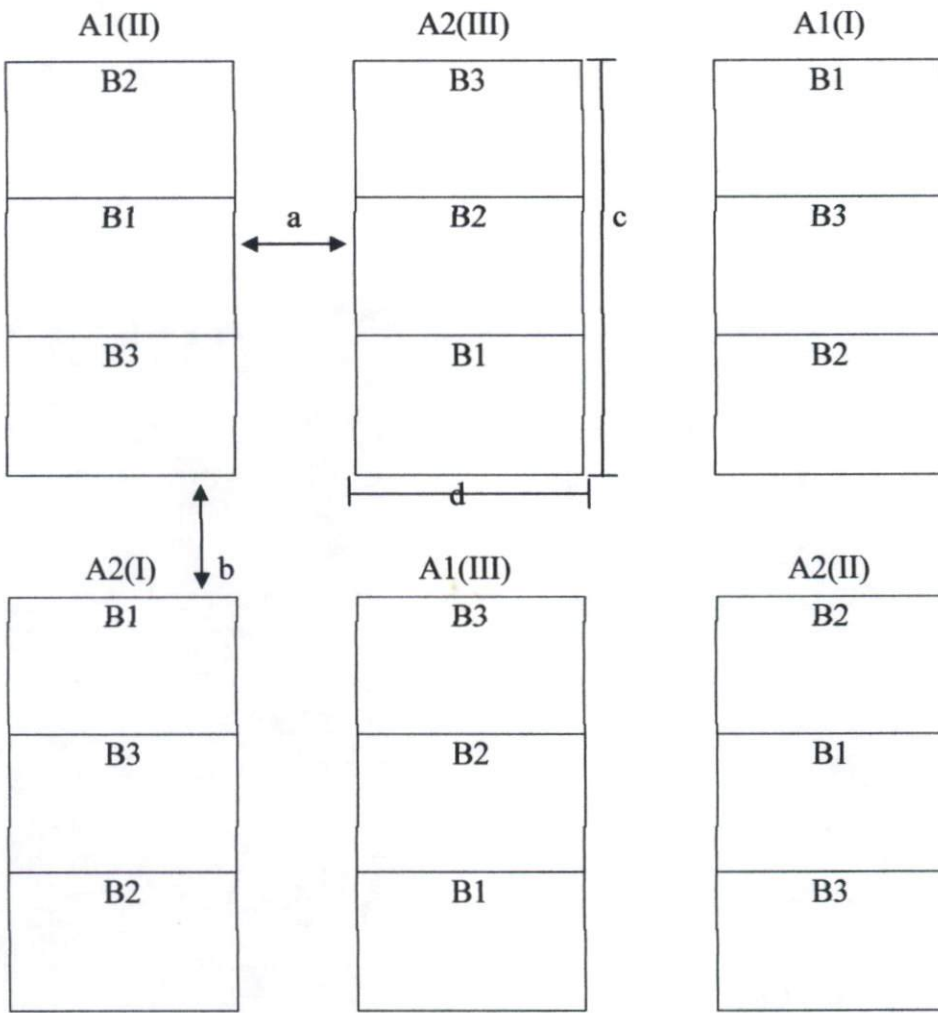 A1(II) A2(III) A1(I)
B2 B3 B1
B1 a B2 c B3
B3 B1 B2
d
A2(I) b A1(III) A2(II)
B1 B3 B2
B3 B2 B1
B2 B1 B3